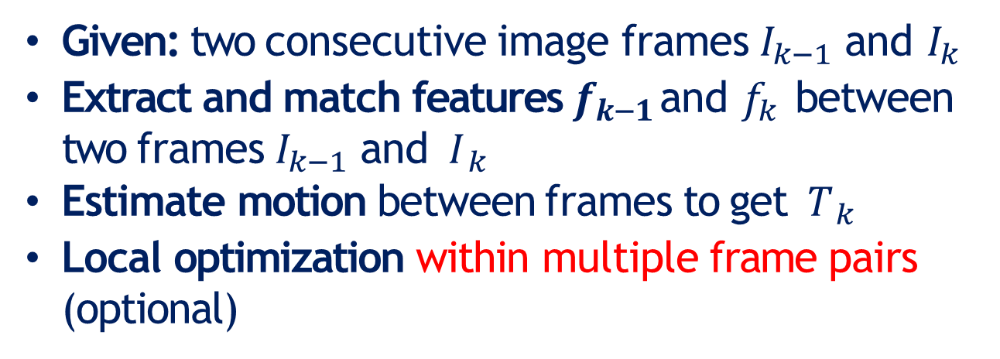 • Given: two consecutive image frames $I_{k-1}$ and $I_k$
• Extract and match features $f_{k-1}$ and $f_k$ between
two frames $I_{k-1}$ and $I_k$
• Estimate motion between frames to get $T_k$
• Local optimization within multiple frame pairs
(optional)